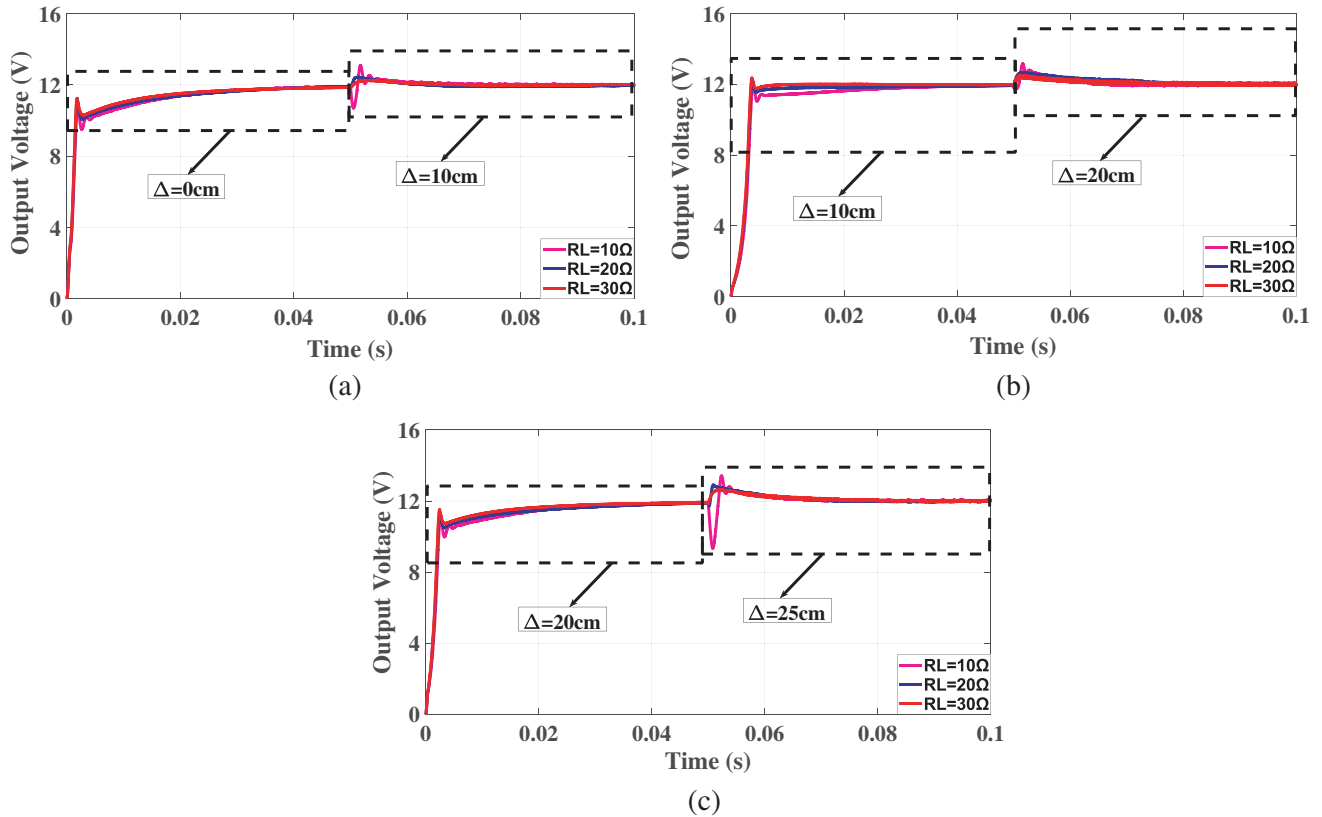 16
12
8
4
0
Output Voltage (V)
Δ=0cm
Δ=10cm
RL=10Ω
RL=20Ω
RL=30Ω
0 0.02 0.04 0.06 0.08 0.1
Time (s)
(a)
16
12
8
4
0
Output Voltage (V)
Δ=10cm
Δ=20cm
RL=10Ω
RL=20Ω
RL=30Ω
0 0.02 0.04 0.06 0.08 0.1
Time (s)
(b)
16
12
8
4
0
Output Voltage (V)
Δ=20cm
Δ=25cm
RL=10Ω
RL=20Ω
RL=30Ω
0 0.02 0.04 0.06 0.08 0.1
Time (s)
(c)